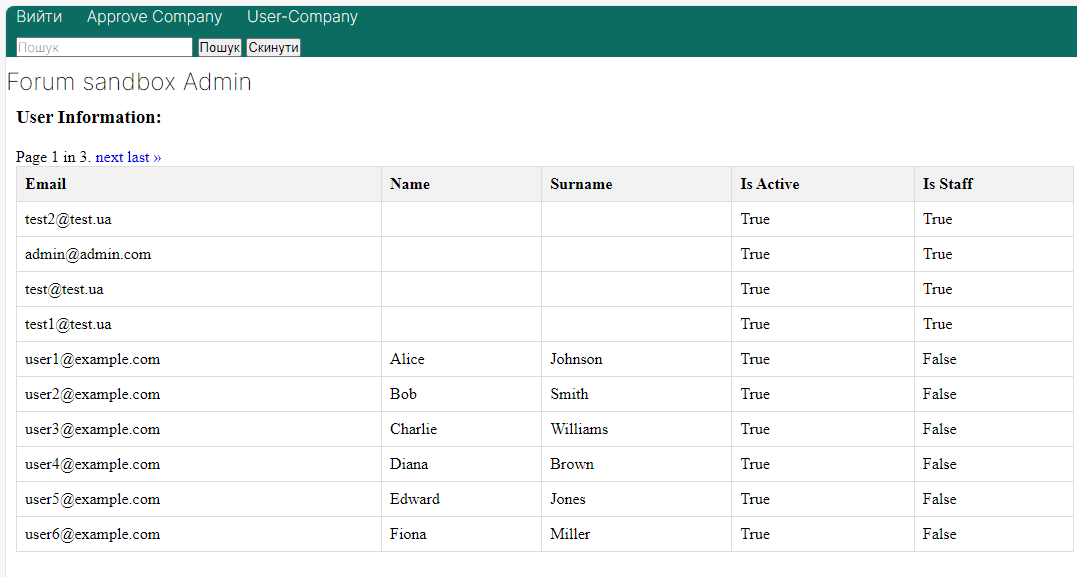 Вийти Approve Company User-Company
Пошук Пошук Скинути
Forum sandbox Admin
User Information:
Page 1 in 3. next last »
Email Name Surname Is Active Is Staff
test2@test.ua True True
admin@admin.com True True
test@test.ua True True
test1@test.ua True True
user1@example.com Alice Johnson True False
user2@example.com Bob Smith True False
user3@example.com Charlie Williams True False
user4@example.com Diana Brown True False
user5@example.com Edward Jones True False
user6@example.com Fiona Miller True False